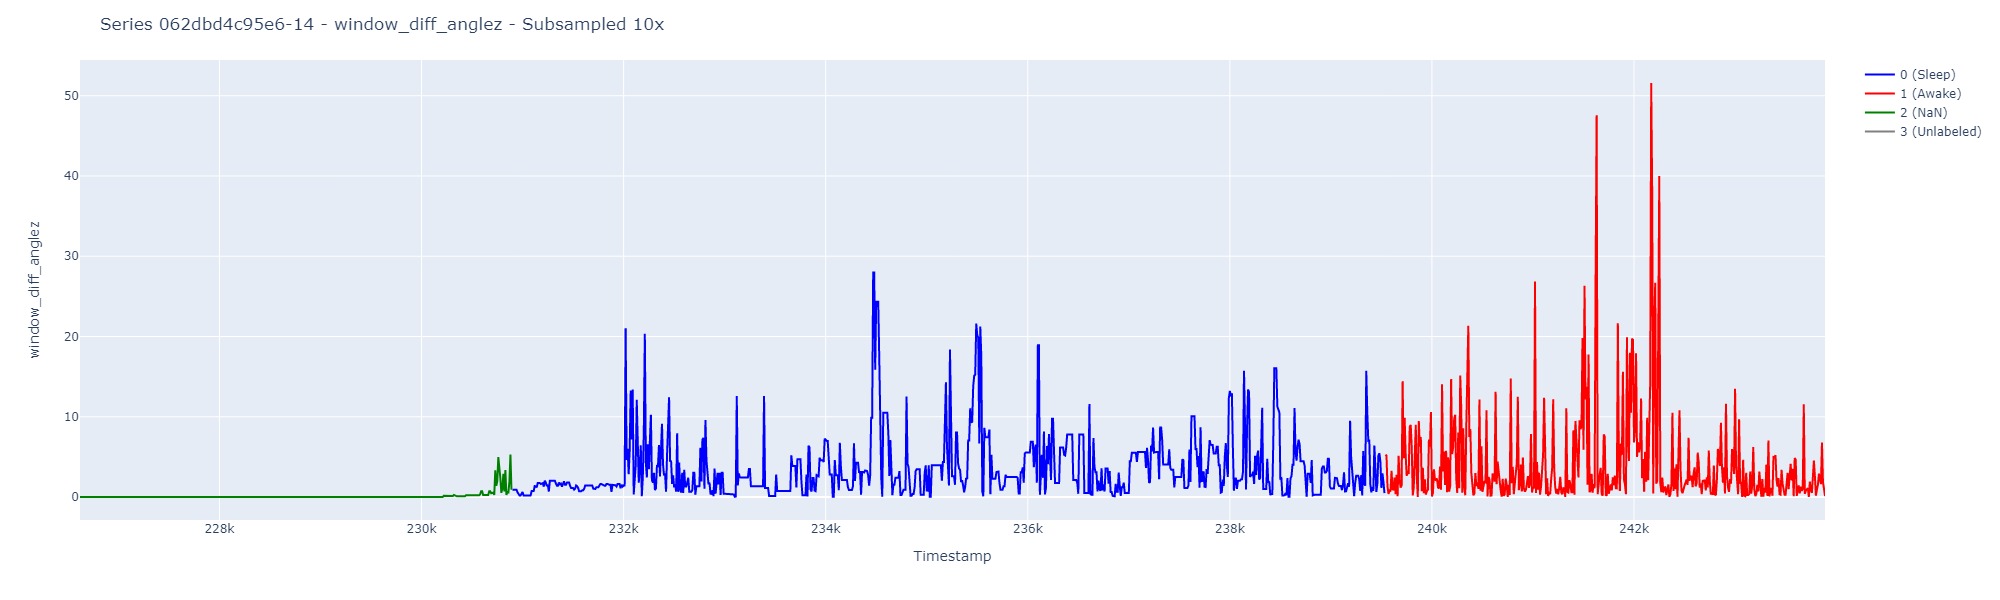 Series 062dbd4c95e6-14 - window_diff_anglez - Subsampled 10x
0 (Sleep)
1 (Awake)
2 (NaN)
3 (Unlabeled)
window_diff_anglez
50
40
30
20
10
0
228k 230k 232k 234k 236k 238k 240k 242k
Timestamp